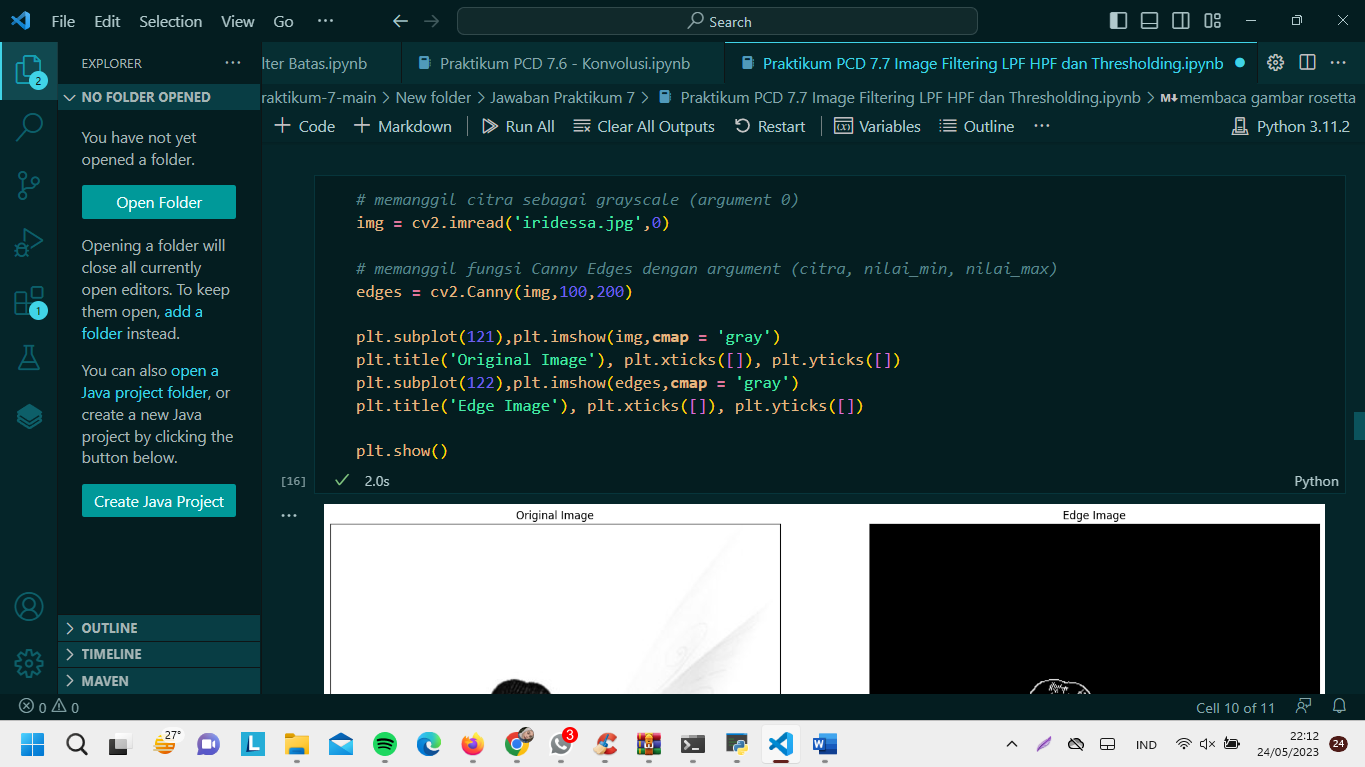 File Edit Selection View Go ···
Search
EXPLORER ···
lter Batas.ipynb
Praktikum PCD 7.6 - Konvolusi.ipynb
Praktikum PCD 7.7 Image Filtering LPF HPF dan Thresholding.ipynb
···
2
NO FOLDER OPENED
raktikum-7-main > New folder > Jawaban Praktikum 7 > Praktikum PCD 7.7 Image Filtering LPF HPF dan Thresholding.ipynb > M↓membaca gambar rosetta
+ Code + Markdown Run All Clear All Outputs Restart Variables Outline ··· Python 3.11.2
You have not yet
opened a folder.
Open Folder
Opening a folder will
close all currently
open editors. To keep
them open, add a
folder instead.
You can also open a
Java project folder, or
create a new Java
project by clicking the
button below.
Create Java Project
1
# memanggil citra sebagai grayscale (argument 0)
img = cv2.imread('iridessa.jpg',0)
# memanggil fungsi Canny Edges dengan argument (citra, nilai_min, nilai_max)
edges = cv2.Canny(img,100,200)
plt.subplot(121),plt.imshow(img,cmap = 'gray')
plt.title('Original Image'), plt.xticks([]), plt.yticks([])
plt.subplot(122),plt.imshow(edges,cmap = 'gray')
plt.title('Edge Image'), plt.xticks([]), plt.yticks([])
plt.show()
[16] 2.0s Python
···
Original Image
Edge Image
OUTLINE
TIMELINE
MAVEN
0 0
Cell 10 of 11
27°
L
3
W
IND
22:12
24/05/2023
24